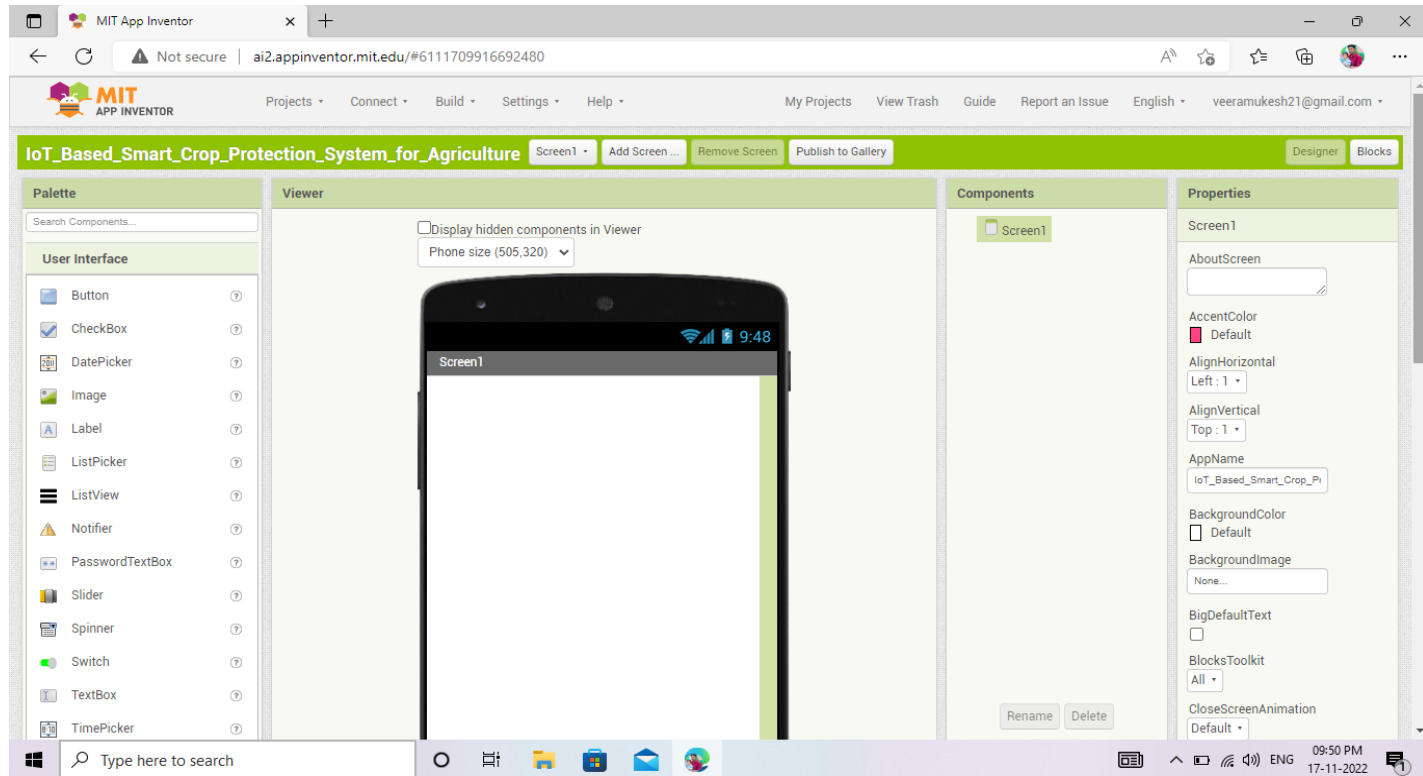 MIT App Inventor
Not secure | ai2.appinventor.mit.edu/#6111709916692480
MIT
APP INVENTOR
Projects Connect Build Settings Help My Projects View Trash Guide Report an Issue English veeramukesh21@gmail.com
IoT_Based_Smart_Crop_Protection_System_for_Agriculture Screen1 Add Screen ... Remove Screen Publish to Gallery Designer Blocks
Palette
Search Components...
User Interface
Button
CheckBox
DatePicker
Image
Label
ListPicker
ListView
Notifier
PasswordTextBox
Slider
Spinner
Switch
TextBox
TimePicker
Viewer
Display hidden components in Viewer
Phone size (505,320)
9:48
Screen1
Components
Screen1
Rename Delete
Properties
Screen1
AboutScreen
AccentColor
Default
AlignHorizontal
Left : 1
AlignVertical
Top : 1
AppName
IoT_Based_Smart_Crop_Pr
BackgroundColor
Default
BackgroundImage
None...
BigDefaultText
BlocksToolkit
All
CloseScreenAnimation
Default
Type here to search
ENG
09:50 PM
17-11-2022